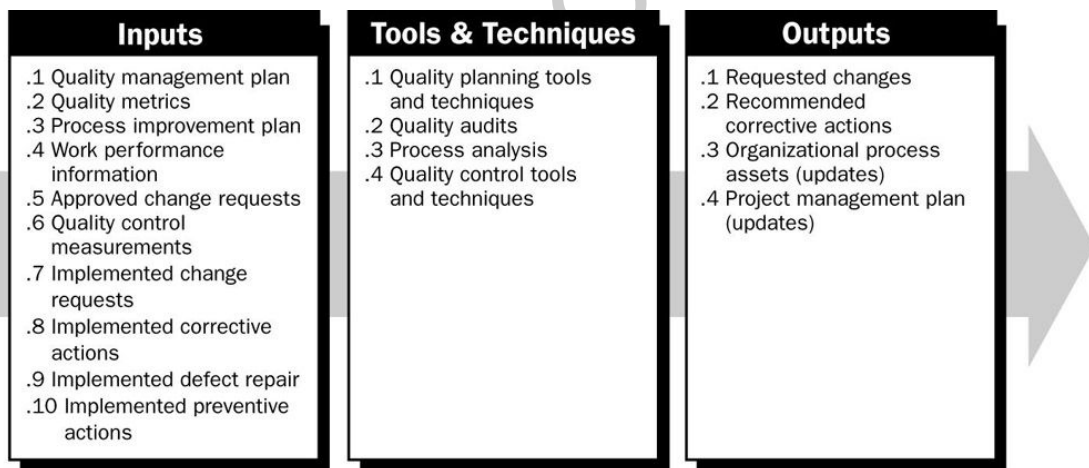 Inputs
.1 Quality management plan
.2 Quality metrics
.3 Process improvement plan
.4 Work performance
information
.5 Approved change requests
.6 Quality control
measurements
.7 Implemented change
requests
.8 Implemented corrective
actions
.9 Implemented defect repair
.10 Implemented preventive
actions
Tools & Techniques
.1 Quality planning tools
and techniques
.2 Quality audits
.3 Process analysis
.4 Quality control tools
and techniques
Outputs
.1 Requested changes
.2 Recommended
corrective actions
.3 Organizational process
assets (updates)
.4 Project management plan
(updates)